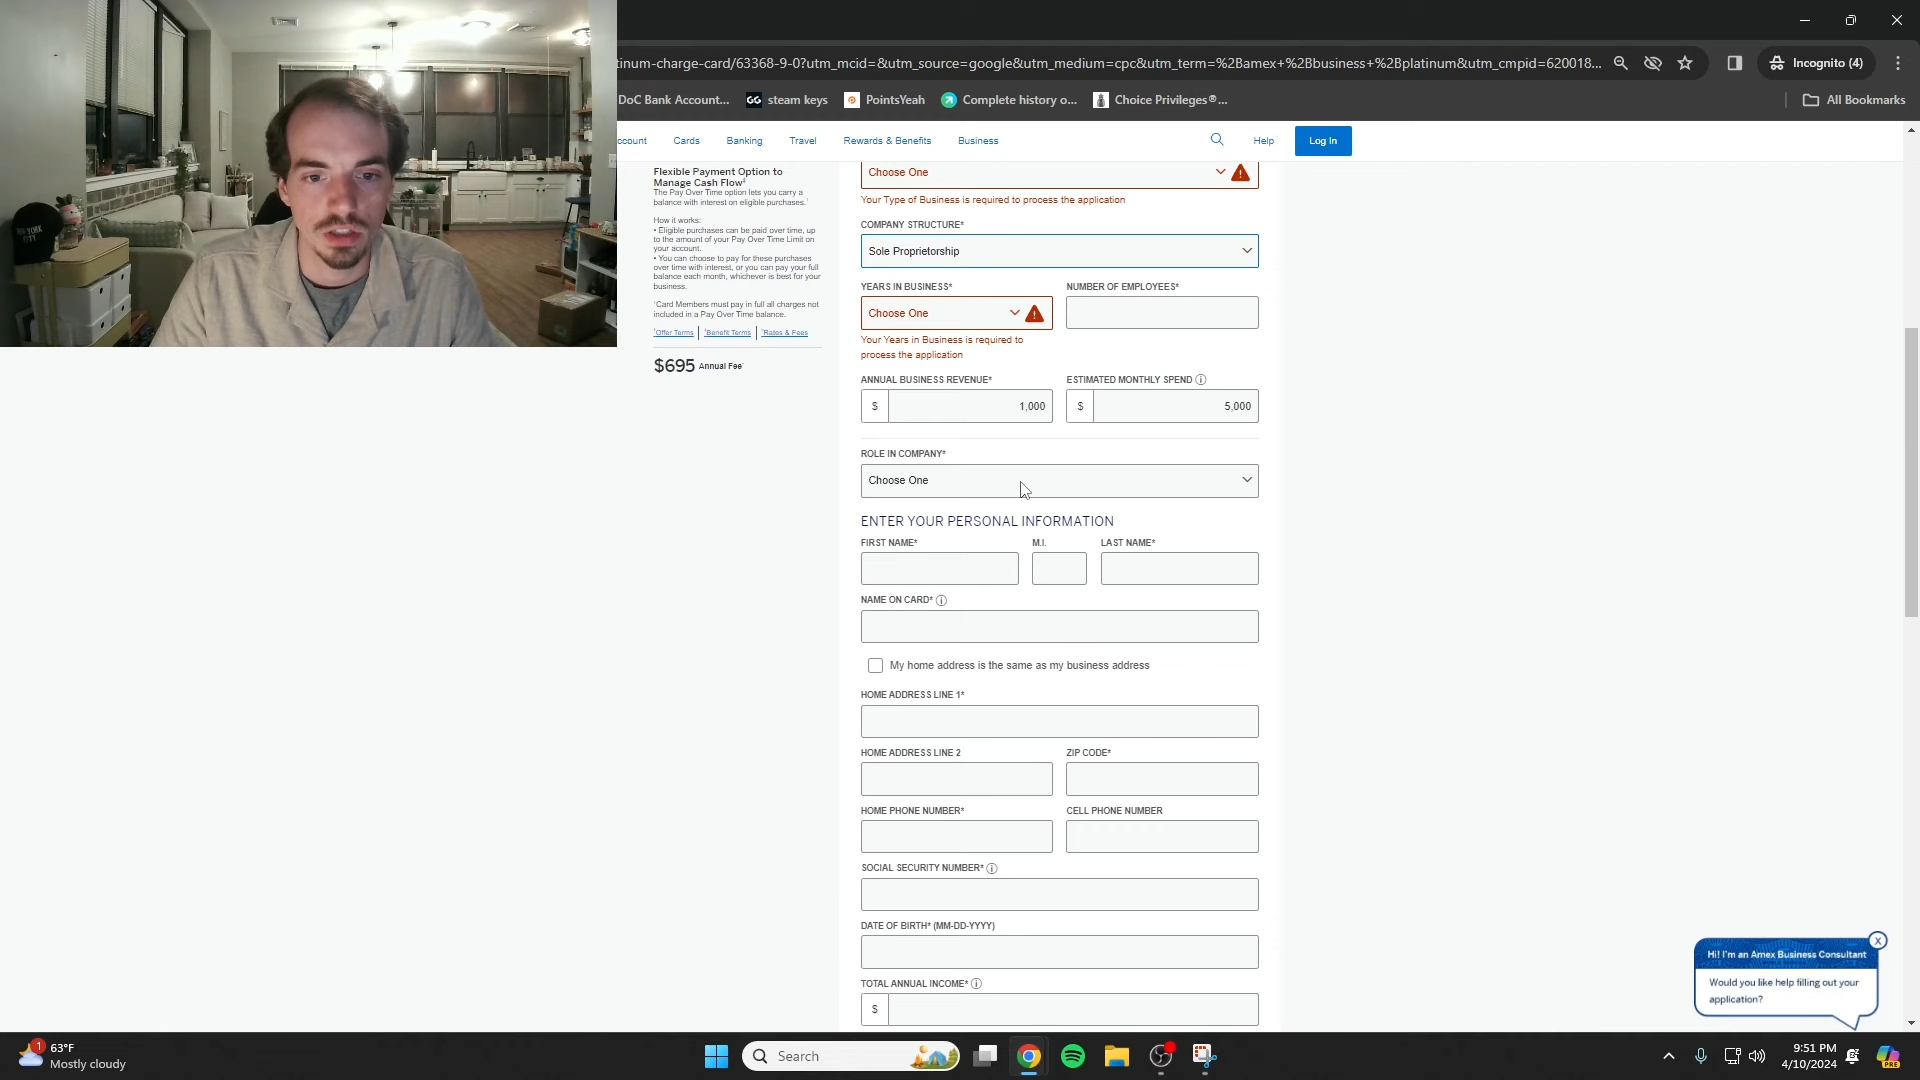 inum-charge-card/63368-9-0?utm_mcid=&utm_source=google&utm_medium=cpc&utm_term=%2Bamex+%2Bbusiness+%2Bplatinum&utm_cmpid=620018...
Incognito (4)
DoC Bank Account...
GG steam keys
PointsYeah
Complete history o...
Choice Privileges®...
All Bookmarks
ccount
Cards
Banking
Travel
Rewards & Benefits
Business
Help
Log In
Flexible Payment Option to
Manage Cash Flow‡
The Pay Over Time option lets you carry a
balance with interest on eligible purchases.¹
How it works:
• Eligible purchases can be paid over time, up
to the amount of your Pay Over Time Limit on
your account.
• You can choose to pay for these purchases
over time with interest, or you can pay your full
balance each month, whichever is best for your
business.
¹Card Members must pay in full all charges not
included in a Pay Over Time balance.
‡Offer Terms | †Benefit Terms | ¹Rates & Fees
$695 Annual Fee¹
Choose One
Your Type of Business is required to process the application
COMPANY STRUCTURE*
Sole Proprietorship
YEARS IN BUSINESS*
NUMBER OF EMPLOYEES*
Choose One
Your Years in Business is required to
process the application
ANNUAL BUSINESS REVENUE*
ESTIMATED MONTHLY SPEND
$ 1,000
$ 5,000
ROLE IN COMPANY*
Choose One
ENTER YOUR PERSONAL INFORMATION
FIRST NAME*
M.I.
LAST NAME*
NAME ON CARD*
My home address is the same as my business address
HOME ADDRESS LINE 1*
HOME ADDRESS LINE 2
ZIP CODE*
HOME PHONE NUMBER*
CELL PHONE NUMBER
SOCIAL SECURITY NUMBER*
DATE OF BIRTH* (MM-DD-YYYY)
TOTAL ANNUAL INCOME*
$
X
Hi! I'm an Amex Business Consultant
Would you like help filling out your
application?
1
63°F
Mostly cloudy
Search
9:51 PM
4/10/2024
PRE